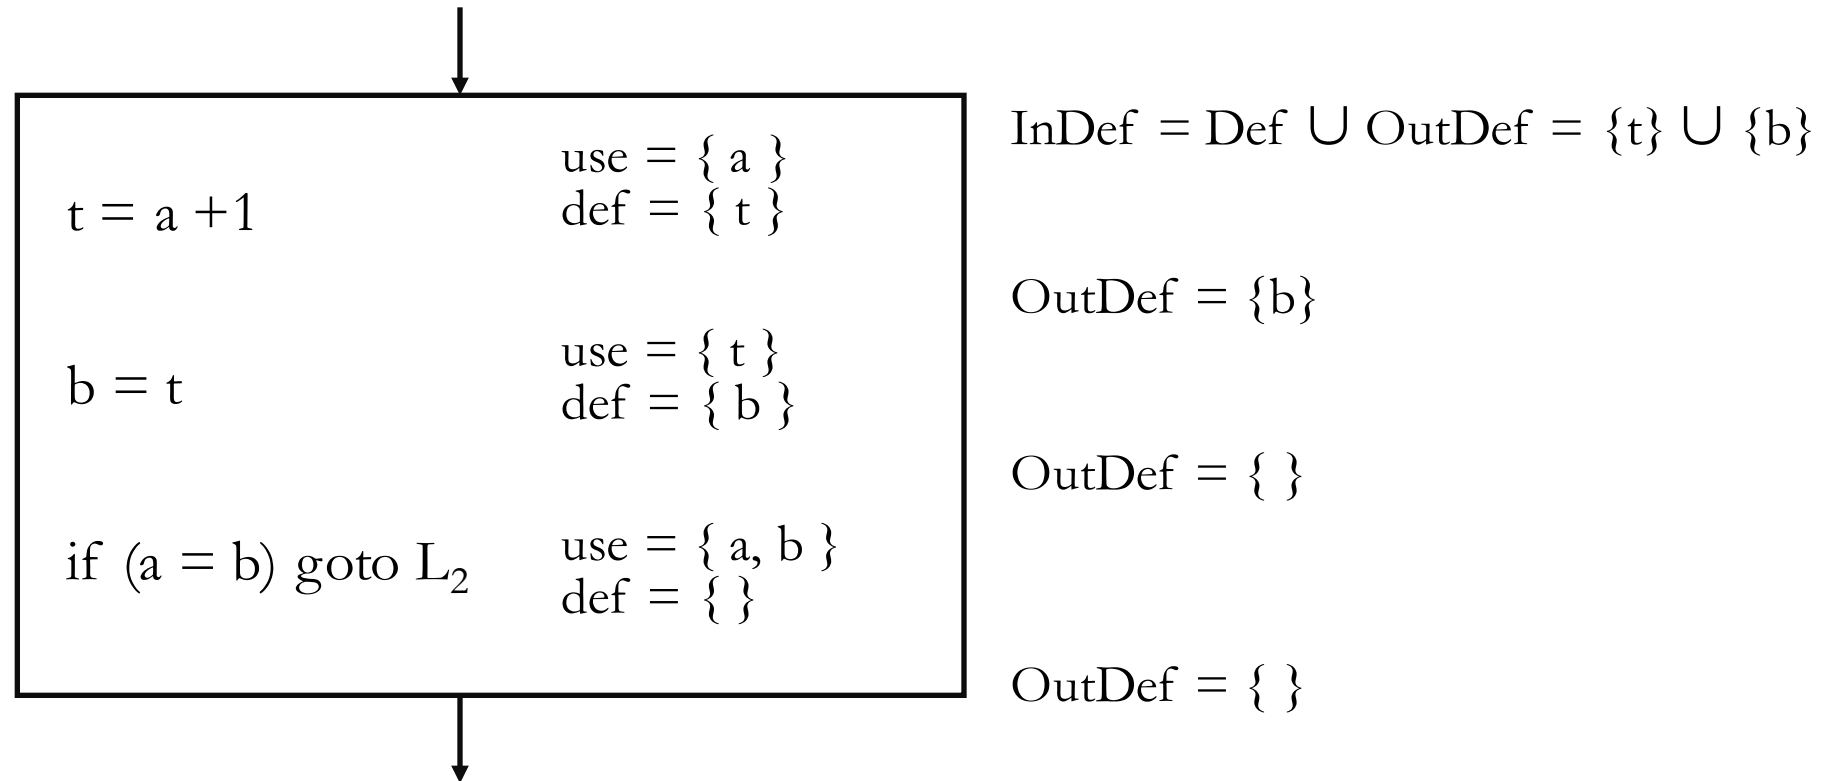 InDef = Def ∪ OutDef = {t} ∪ {b}
use = { a }
def = { t }
t = a +1
OutDef = {b}
use = { t }
def = { b }
b = t
OutDef = { }
use = { a, b }
def = { }
if (a = b) goto L₂
OutDef = { }